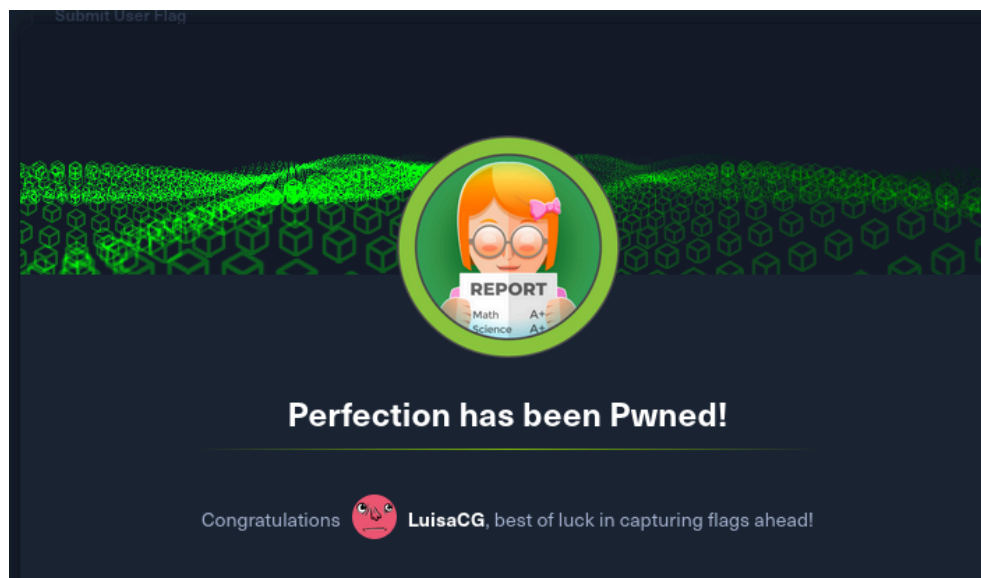 Submit User Flag
REPORT
Math A+
Science A+
Perfection has been Pwned!
Congratulations LuisaCG, best of luck in capturing flags ahead!